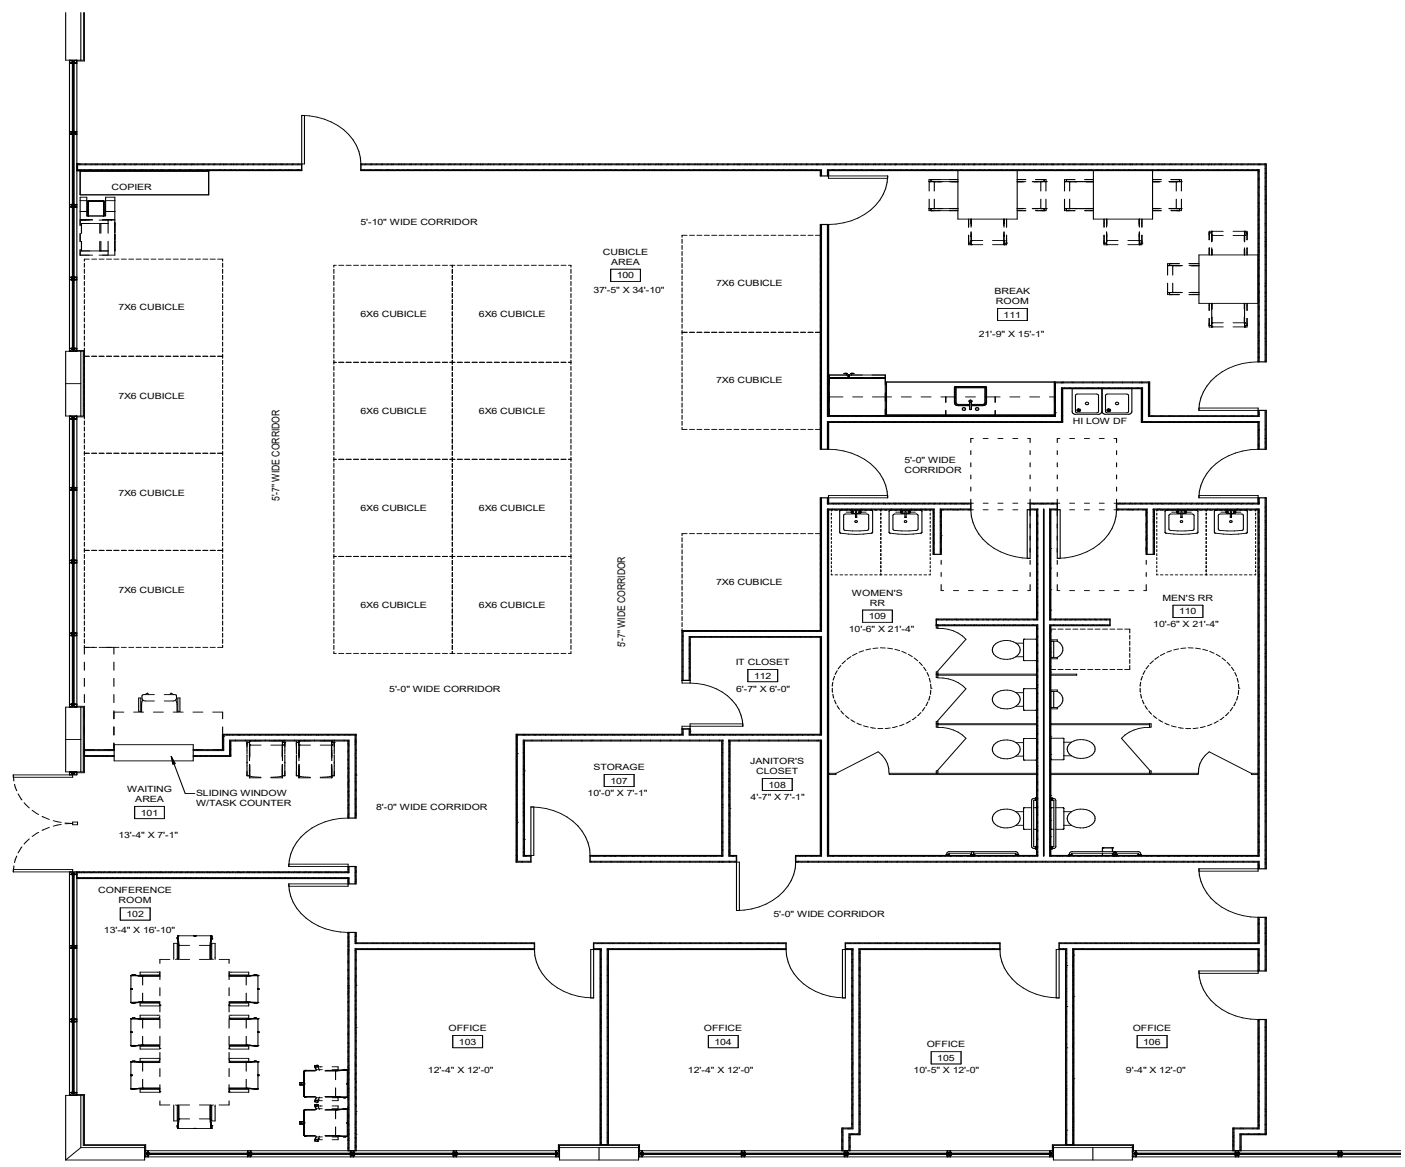 COPIER
5'-10" WIDE CORRIDOR
CUBICLE
AREA
100
37'-5" X 34'-10"
7X6 CUBICLE
7X6 CUBICLE
7X6 CUBICLE
7X6 CUBICLE
6X6 CUBICLE
6X6 CUBICLE
6X6 CUBICLE
6X6 CUBICLE
6X6 CUBICLE
6X6 CUBICLE
6X6 CUBICLE
6X6 CUBICLE
7X6 CUBICLE
7X6 CUBICLE
7X6 CUBICLE
5'-7" WIDE CORRIDOR
5'-7" WIDE CORRIDOR
5'-0" WIDE CORRIDOR
BREAK
ROOM
111
21'-9" X 15'-1"
HI LOW DF
5'-0" WIDE
CORRIDOR
WOMEN'S
RR
109
10'-6" X 21'-4"
MEN'S RR
110
10'-6" X 21'-4"
IT CLOSET
112
6'-7" X 6'-0"
STORAGE
107
10'-0" X 7'-1"
JANITOR'S
CLOSET
108
4'-7" X 7'-1"
WAITING
AREA
101
13'-4" X 7'-1"
SLIDING WINDOW
W/TASK COUNTER
8'-0" WIDE CORRIDOR
CONFERENCE
ROOM
102
13'-4" X 16'-10"
5'-0" WIDE CORRIDOR
OFFICE
103
12'-4" X 12'-0"
OFFICE
104
12'-4" X 12'-0"
OFFICE
105
10'-5" X 12'-0"
OFFICE
106
9'-4" X 12'-0"